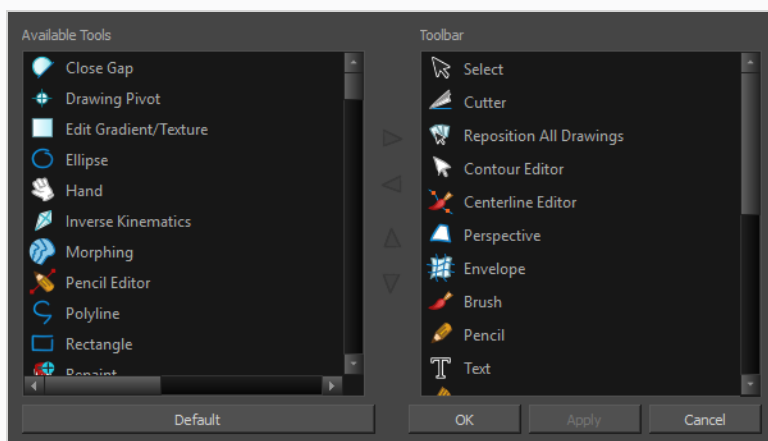 Available Tools
Close Gap
Drawing Pivot
Edit Gradient/Texture
Ellipse
Hand
Inverse Kinematics
Morphing
Pencil Editor
Polyline
Rectangle
Repaint
Default
Toolbar
Select
Cutter
Reposition All Drawings
Contour Editor
Centerline Editor
Perspective
Envelope
Brush
Pencil
Text
OK
Apply
Cancel